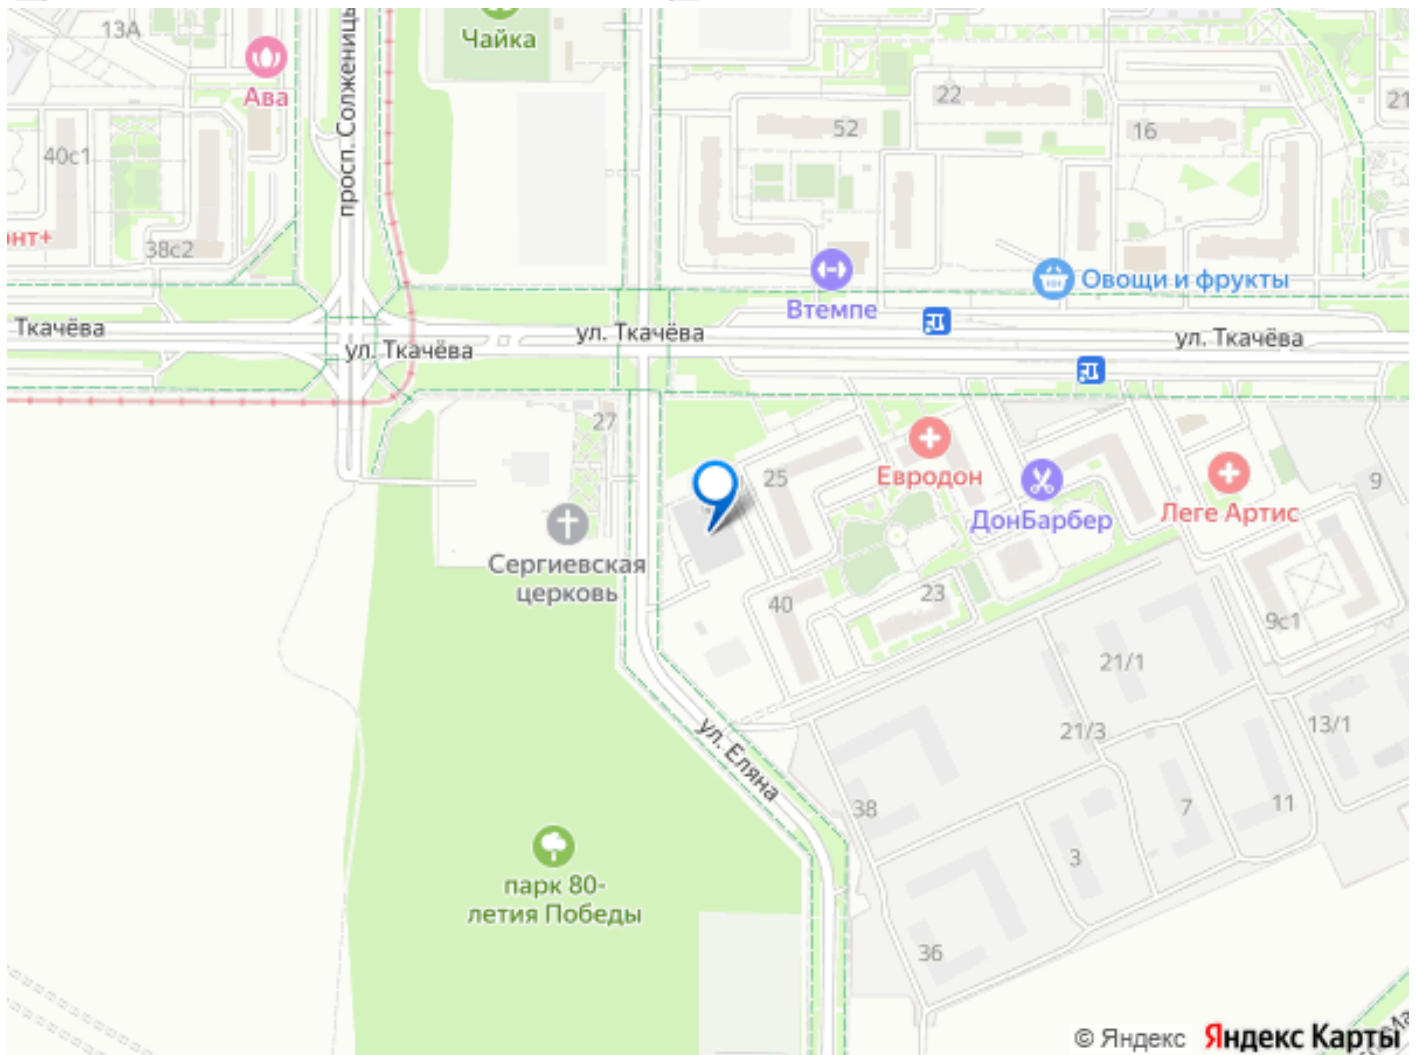 13А
Чайка
Ава
просп. Солженицы
22
21
52
16
40с1
38с2
нт+
Овощи и фрукты
Втемпе
Ткачёва
ул. Ткачёва
ул. Ткачёва
ул. Ткачёва
27
25
Евродон
9
ДонБарбер
Леге Артис
Сергиевская
церковь
40
23
9с1
21/1
21/3
13/1
ул. Еляна
38
7
11
3
парк 80-
летия Победы
36
© Яндекс
Яндекс Карты